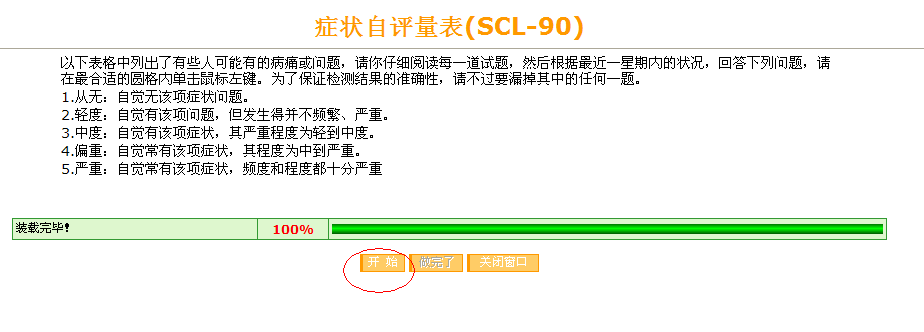 症状自评量表(SCL-90)
以下表格中列出了有些人可能有的病痛或问题，请你仔细阅读每一道试题，然后根据最近一星期内的状况，回答下列问题，请
在最合适的圆格内单击鼠标左键。为了保证检测结果的准确性，请不过要漏掉其中的任何一题。
1.从无：自觉无该项症状问题。
2.轻度：自觉有该项问题，但发生得并不频繁、严重。
3.中度：自觉有该项症状，其严重程度为轻到中度。
4.偏重：自觉常有该项症状，其程度为中到严重。
5.严重：自觉常有该项症状，频度和程度都十分严重
装载完毕! 100%
开 始 做完了 关闭窗口